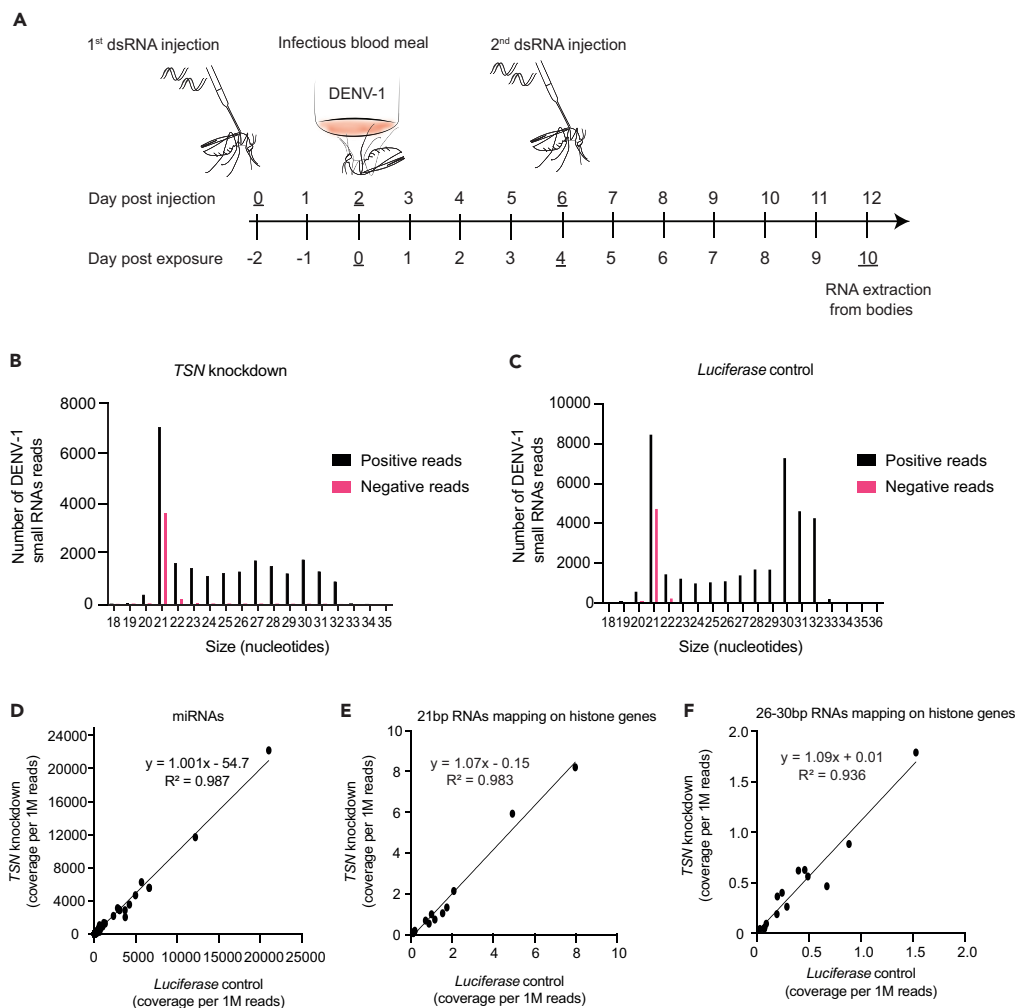 A
1st dsRNA injection
Infectious blood meal
2nd dsRNA injection
DENV-1
Day post injection 0 1 2 3 4 5 6 7 8 9 10 11 12
Day post exposure -2 -1 0 1 2 3 4 5 6 7 8 9 10
RNA extraction
from bodies
B
TSN knockdown
Number of DENV-1
small RNAs reads
8000
6000
4000
2000
0
Positive reads
Negative reads
18 19 20 21 22 23 24 25 26 27 28 29 30 31 32 33 34 35
Size (nucleotides)
C
Luciferase control
Number of DENV-1
small RNAs reads
10000
8000
6000
4000
2000
0
Positive reads
Negative reads
18 19 20 21 22 23 24 25 26 27 28 29 30 31 32 33 34 35 36
Size (nucleotides)
D
miRNAs
TSN knockdown
(coverage per 1M reads)
24000
20000
16000
12000
8000
4000
0
y = 1.001x - 54.7
R² = 0.987
0 5000 10000 15000 20000 25000
Luciferase control
(coverage per 1M reads)
E
21bp RNAs mapping on histone genes
TSN knockdown
(coverage per 1M reads)
10
8
6
4
2
0
y = 1.07x - 0.15
R² = 0.983
0 2 4 6 8 10
Luciferase control
(coverage per 1M reads)
F
26-30bp RNAs mapping on histone genes
TSN knockdown
(coverage per 1M reads)
2.0
1.5
1.0
0.5
0
y = 1.09x + 0.01
R² = 0.936
0 0.5 1.0 1.5 2.0
Luciferase control
(coverage per 1M reads)